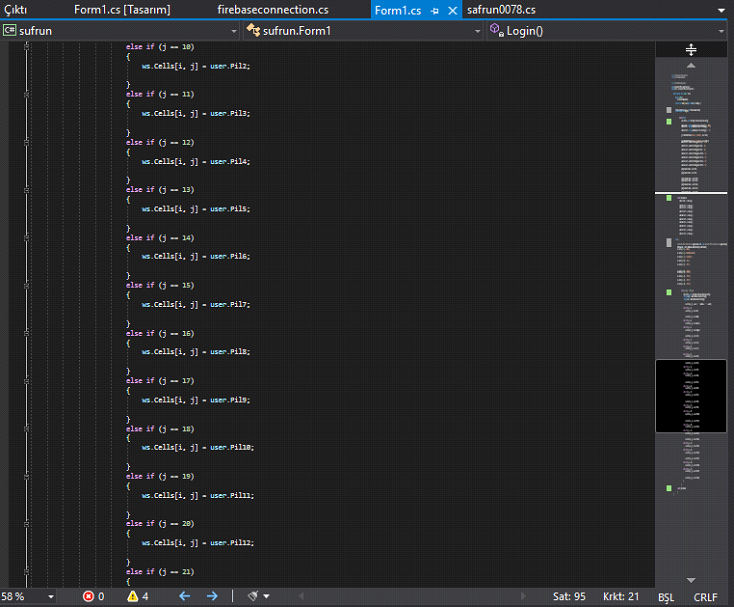 Çıktı
Form1.cs [Tasarım]
firebaseconnection.cs
Form1.cs
safrun0078.cs
C# sufrun
safrun.Form1
Login()
else if (j == 10)
{
ws.Cells[i, j] = user.Pil2;
}
else if (j == 11)
{
ws.Cells[i, j] = user.Pil3;
}
else if (j == 12)
{
ws.Cells[i, j] = user.Pil4;
}
else if (j == 13)
{
ws.Cells[i, j] = user.Pil5;
}
else if (j == 14)
{
ws.Cells[i, j] = user.Pil6;
}
else if (j == 15)
{
ws.Cells[i, j] = user.Pil7;
}
else if (j == 16)
{
ws.Cells[i, j] = user.Pil8;
}
else if (j == 17)
{
ws.Cells[i, j] = user.Pil9;
}
else if (j == 18)
{
ws.Cells[i, j] = user.Pil10;
}
else if (j == 19)
{
ws.Cells[i, j] = user.Pil11;
}
else if (j == 20)
{
ws.Cells[i, j] = user.Pil12;
}
else if (j == 21)
{
58 %
0
4
Sat: 95
Krkt: 21
BŞL
CRLF